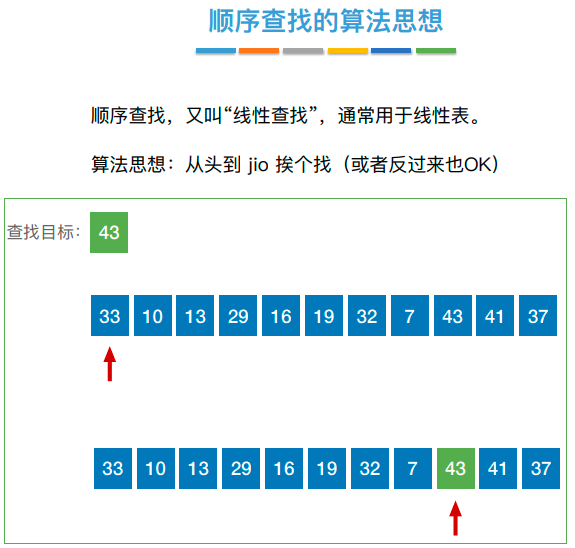 顺序查找的算法思想
顺序查找，又叫“线性查找”，通常用于线性表。
算法思想：从头到 jio 挨个找（或者反过来也OK）
查找目标： 43
33 10 13 29 16 19 32 7 43 41 37
33 10 13 29 16 19 32 7 43 41 37